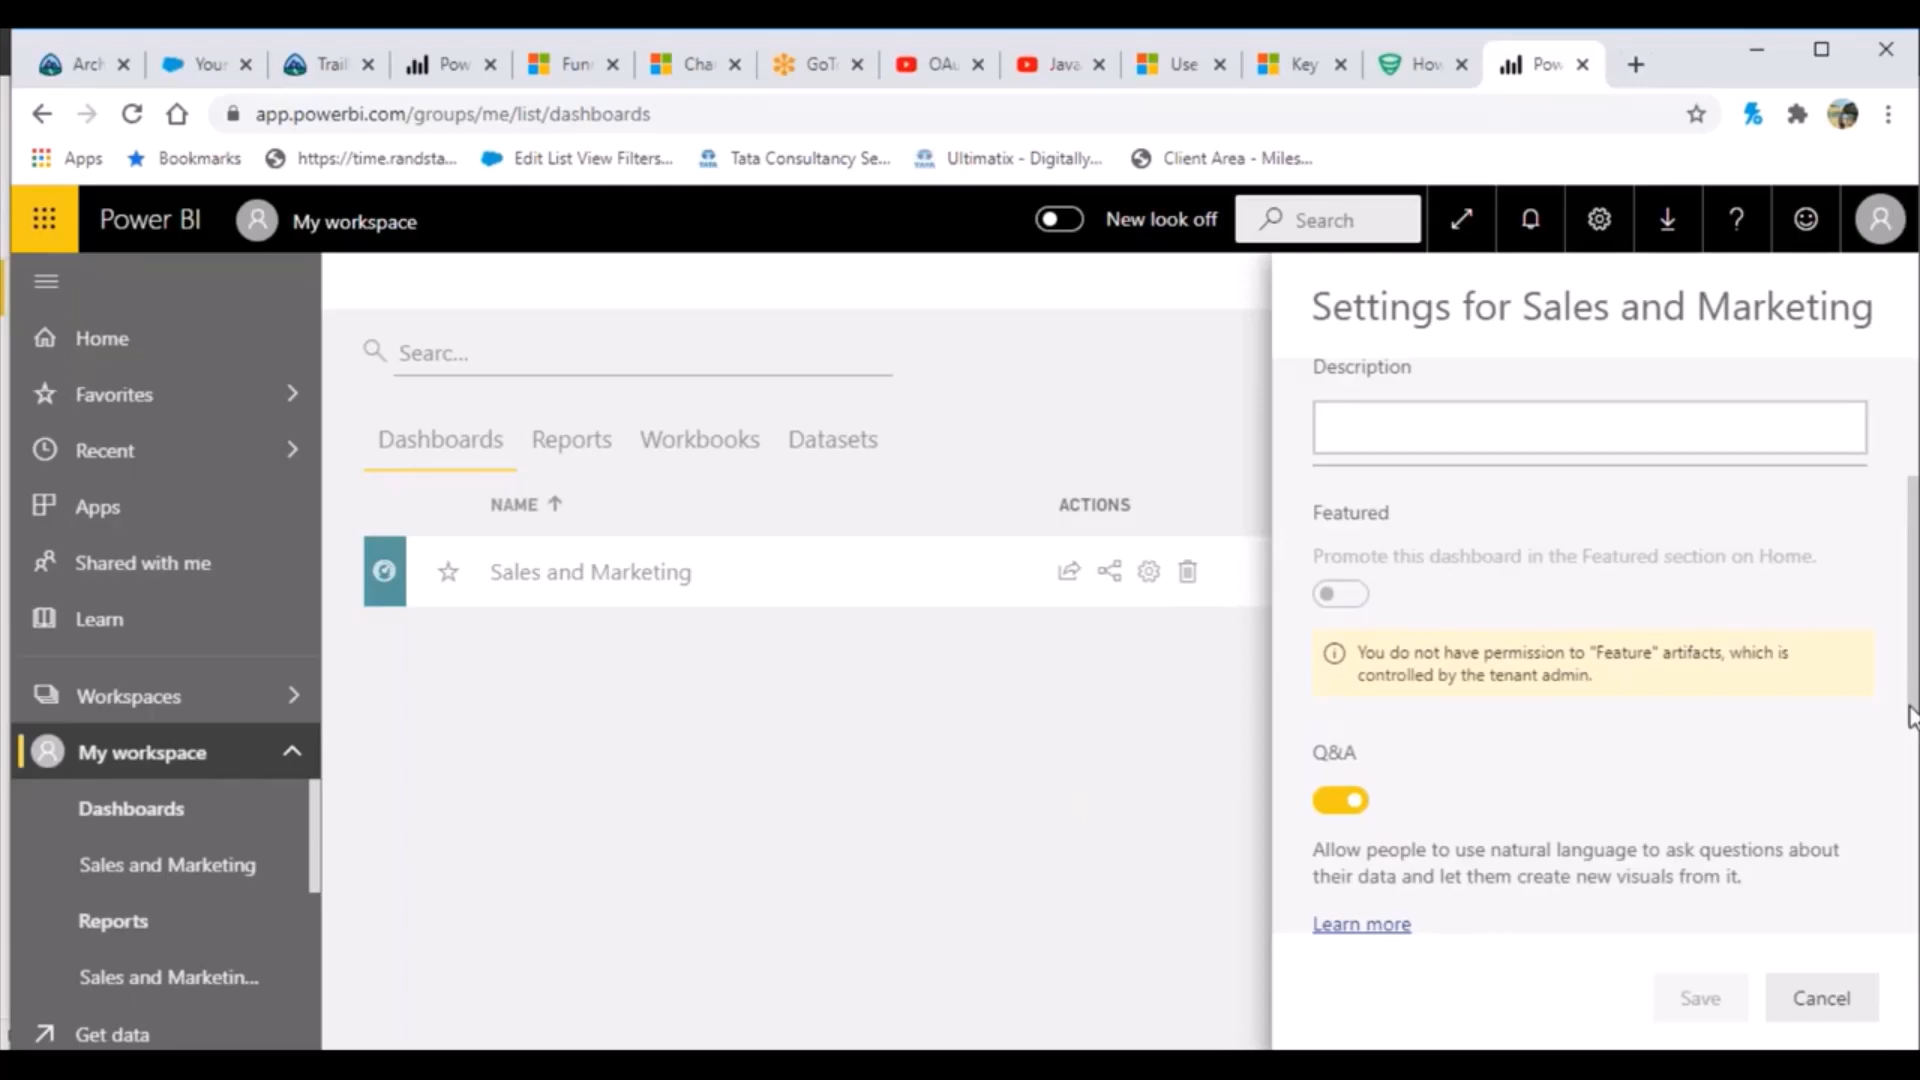 Arch
Your
Trail
Pow
Fun
Cha
GoT
OAu
Java
Use
Key
How
Pow
app.powerbi.com/groups/me/list/dashboards
Apps
Bookmarks
https://time.randsta...
Edit List View Filters...
Tata Consultancy Se...
Ultimatix - Digitally...
Client Area - Miles...
Power BI
My workspace
New look off
Search
Home
Favorites
Recent
Apps
Shared with me
Learn
Workspaces
My workspace
Dashboards
Sales and Marketing
Reports
Sales and Marketin...
Get data
Searc...
Dashboards
Reports
Workbooks
Datasets
NAME
ACTIONS
Sales and Marketing
Settings for Sales and Marketing
Description
Featured
Promote this dashboard in the Featured section on Home.
You do not have permission to "Feature" artifacts, which is
controlled by the tenant admin.
Q&A
Allow people to use natural language to ask questions about
their data and let them create new visuals from it.
Learn more
Save
Cancel